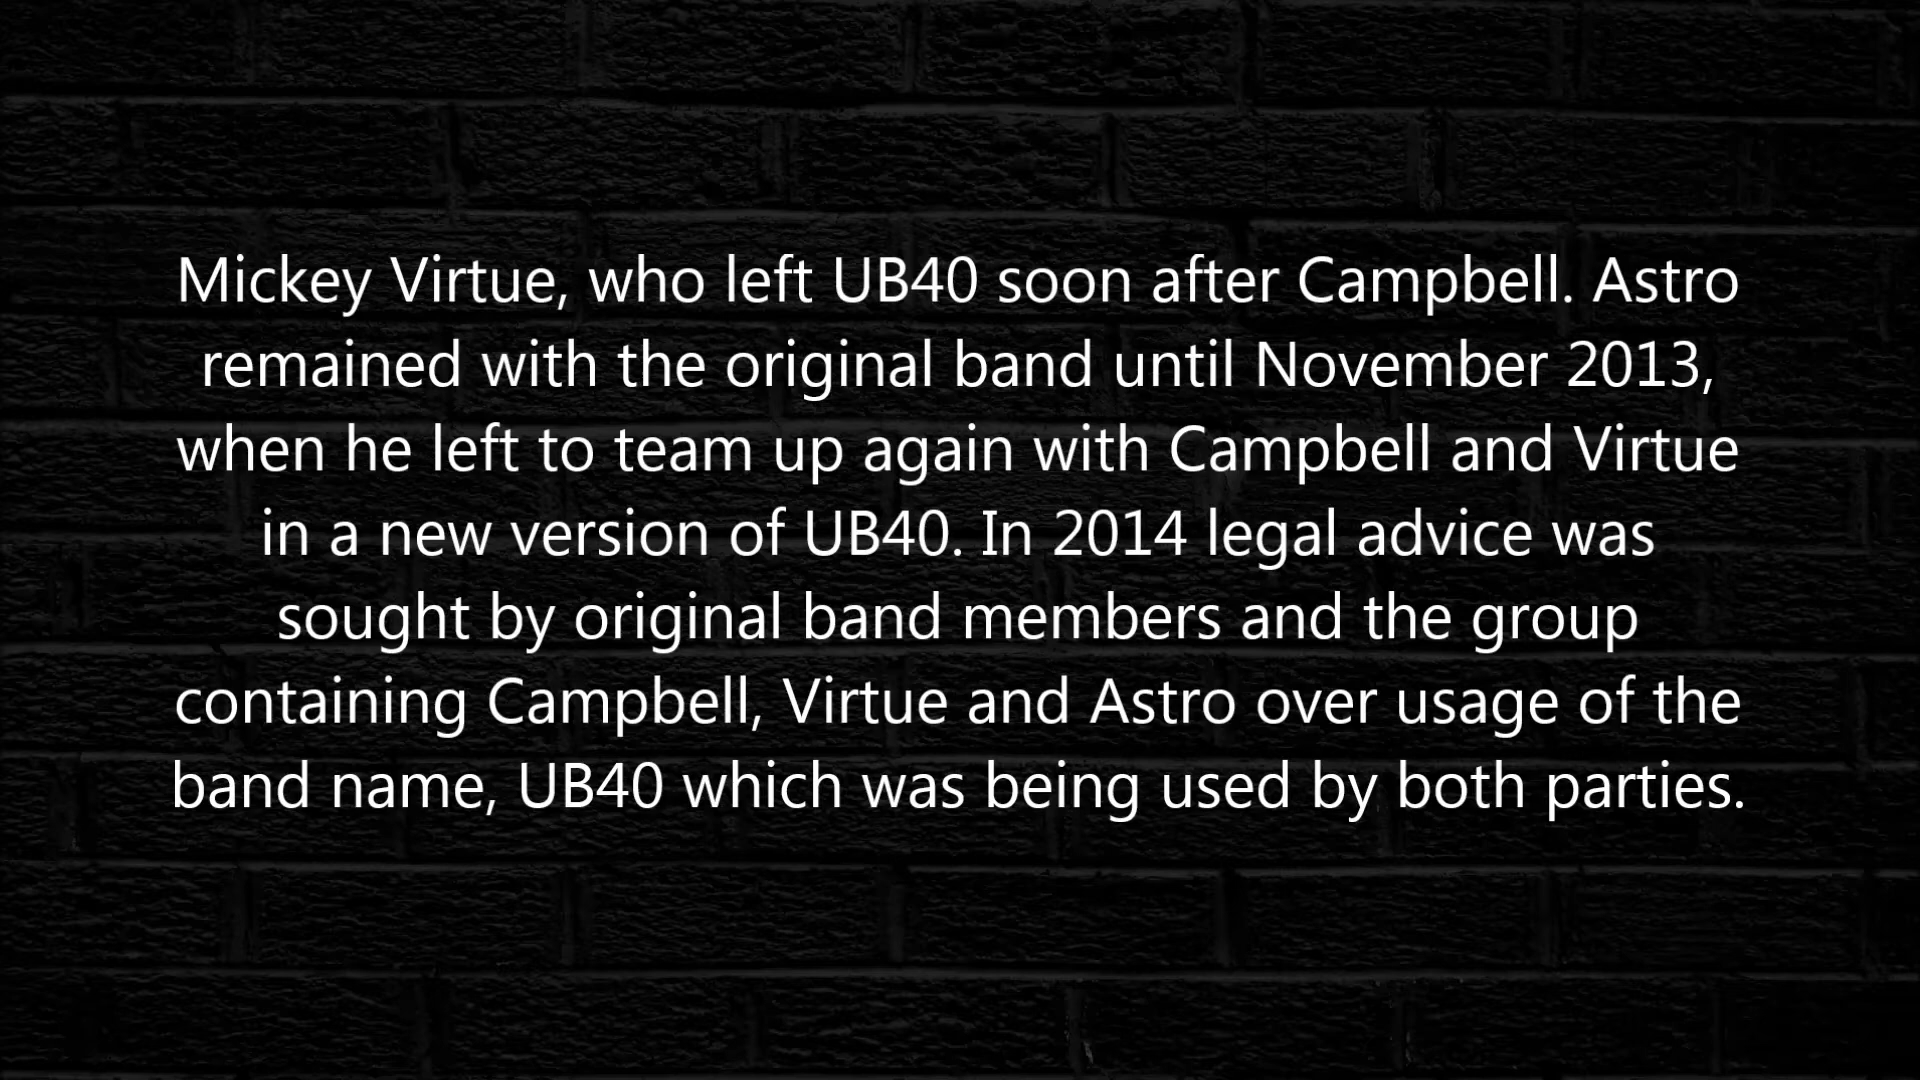 Mickey Virtue, who left UB40 soon after Campbell. Astro
remained with the original band until November 2013,
when he left to team up again with Campbell and Virtue
in a new version of UB40. In 2014 legal advice was
sought by original band members and the group
containing Campbell, Virtue and Astro over usage of the
band name, UB40 which was being used by both parties.